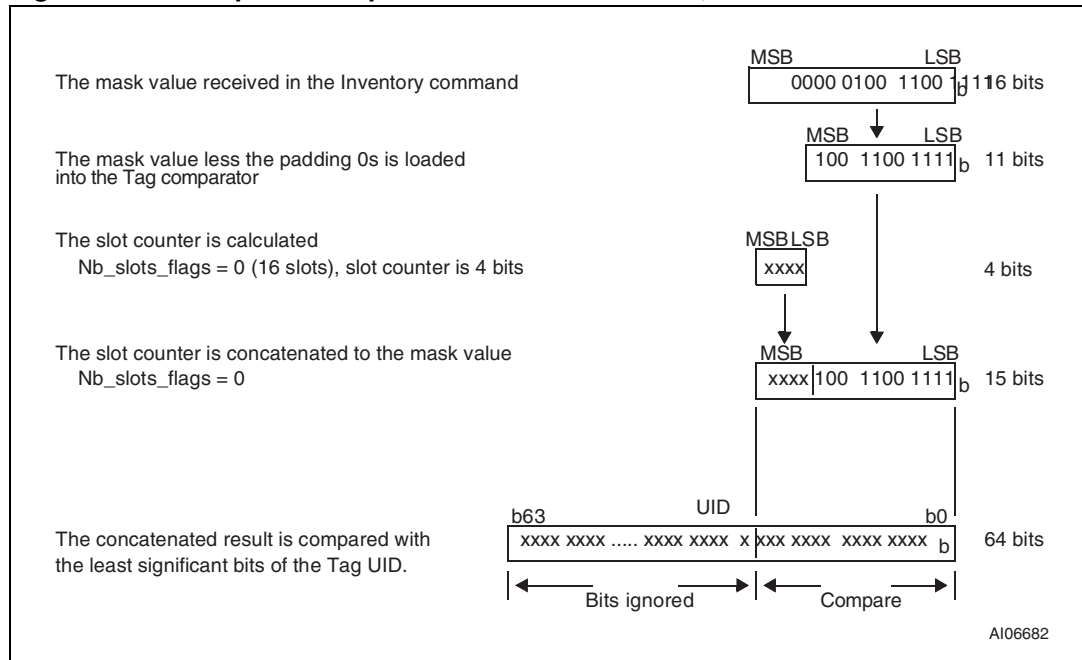 MSB LSB
The mask value received in the Inventory command 0000 0100 1100 1111 b 16 bits
MSB LSB
The mask value less the padding 0s is loaded
into the Tag comparator 100 1100 1111 b 11 bits
The slot counter is calculated MSB LSB
Nb_slots_flags = 0 (16 slots), slot counter is 4 bits xxxx 4 bits
The slot counter is concatenated to the mask value MSB LSB
Nb_slots_flags = 0 xxxx 100 1100 1111 b 15 bits
UID
b63 b0
The concatenated result is compared with xxxx xxxx ..... xxxx xxxx x xxx xxxx xxxx xxxx b 64 bits
the least significant bits of the Tag UID.
Bits ignored Compare
AI06682